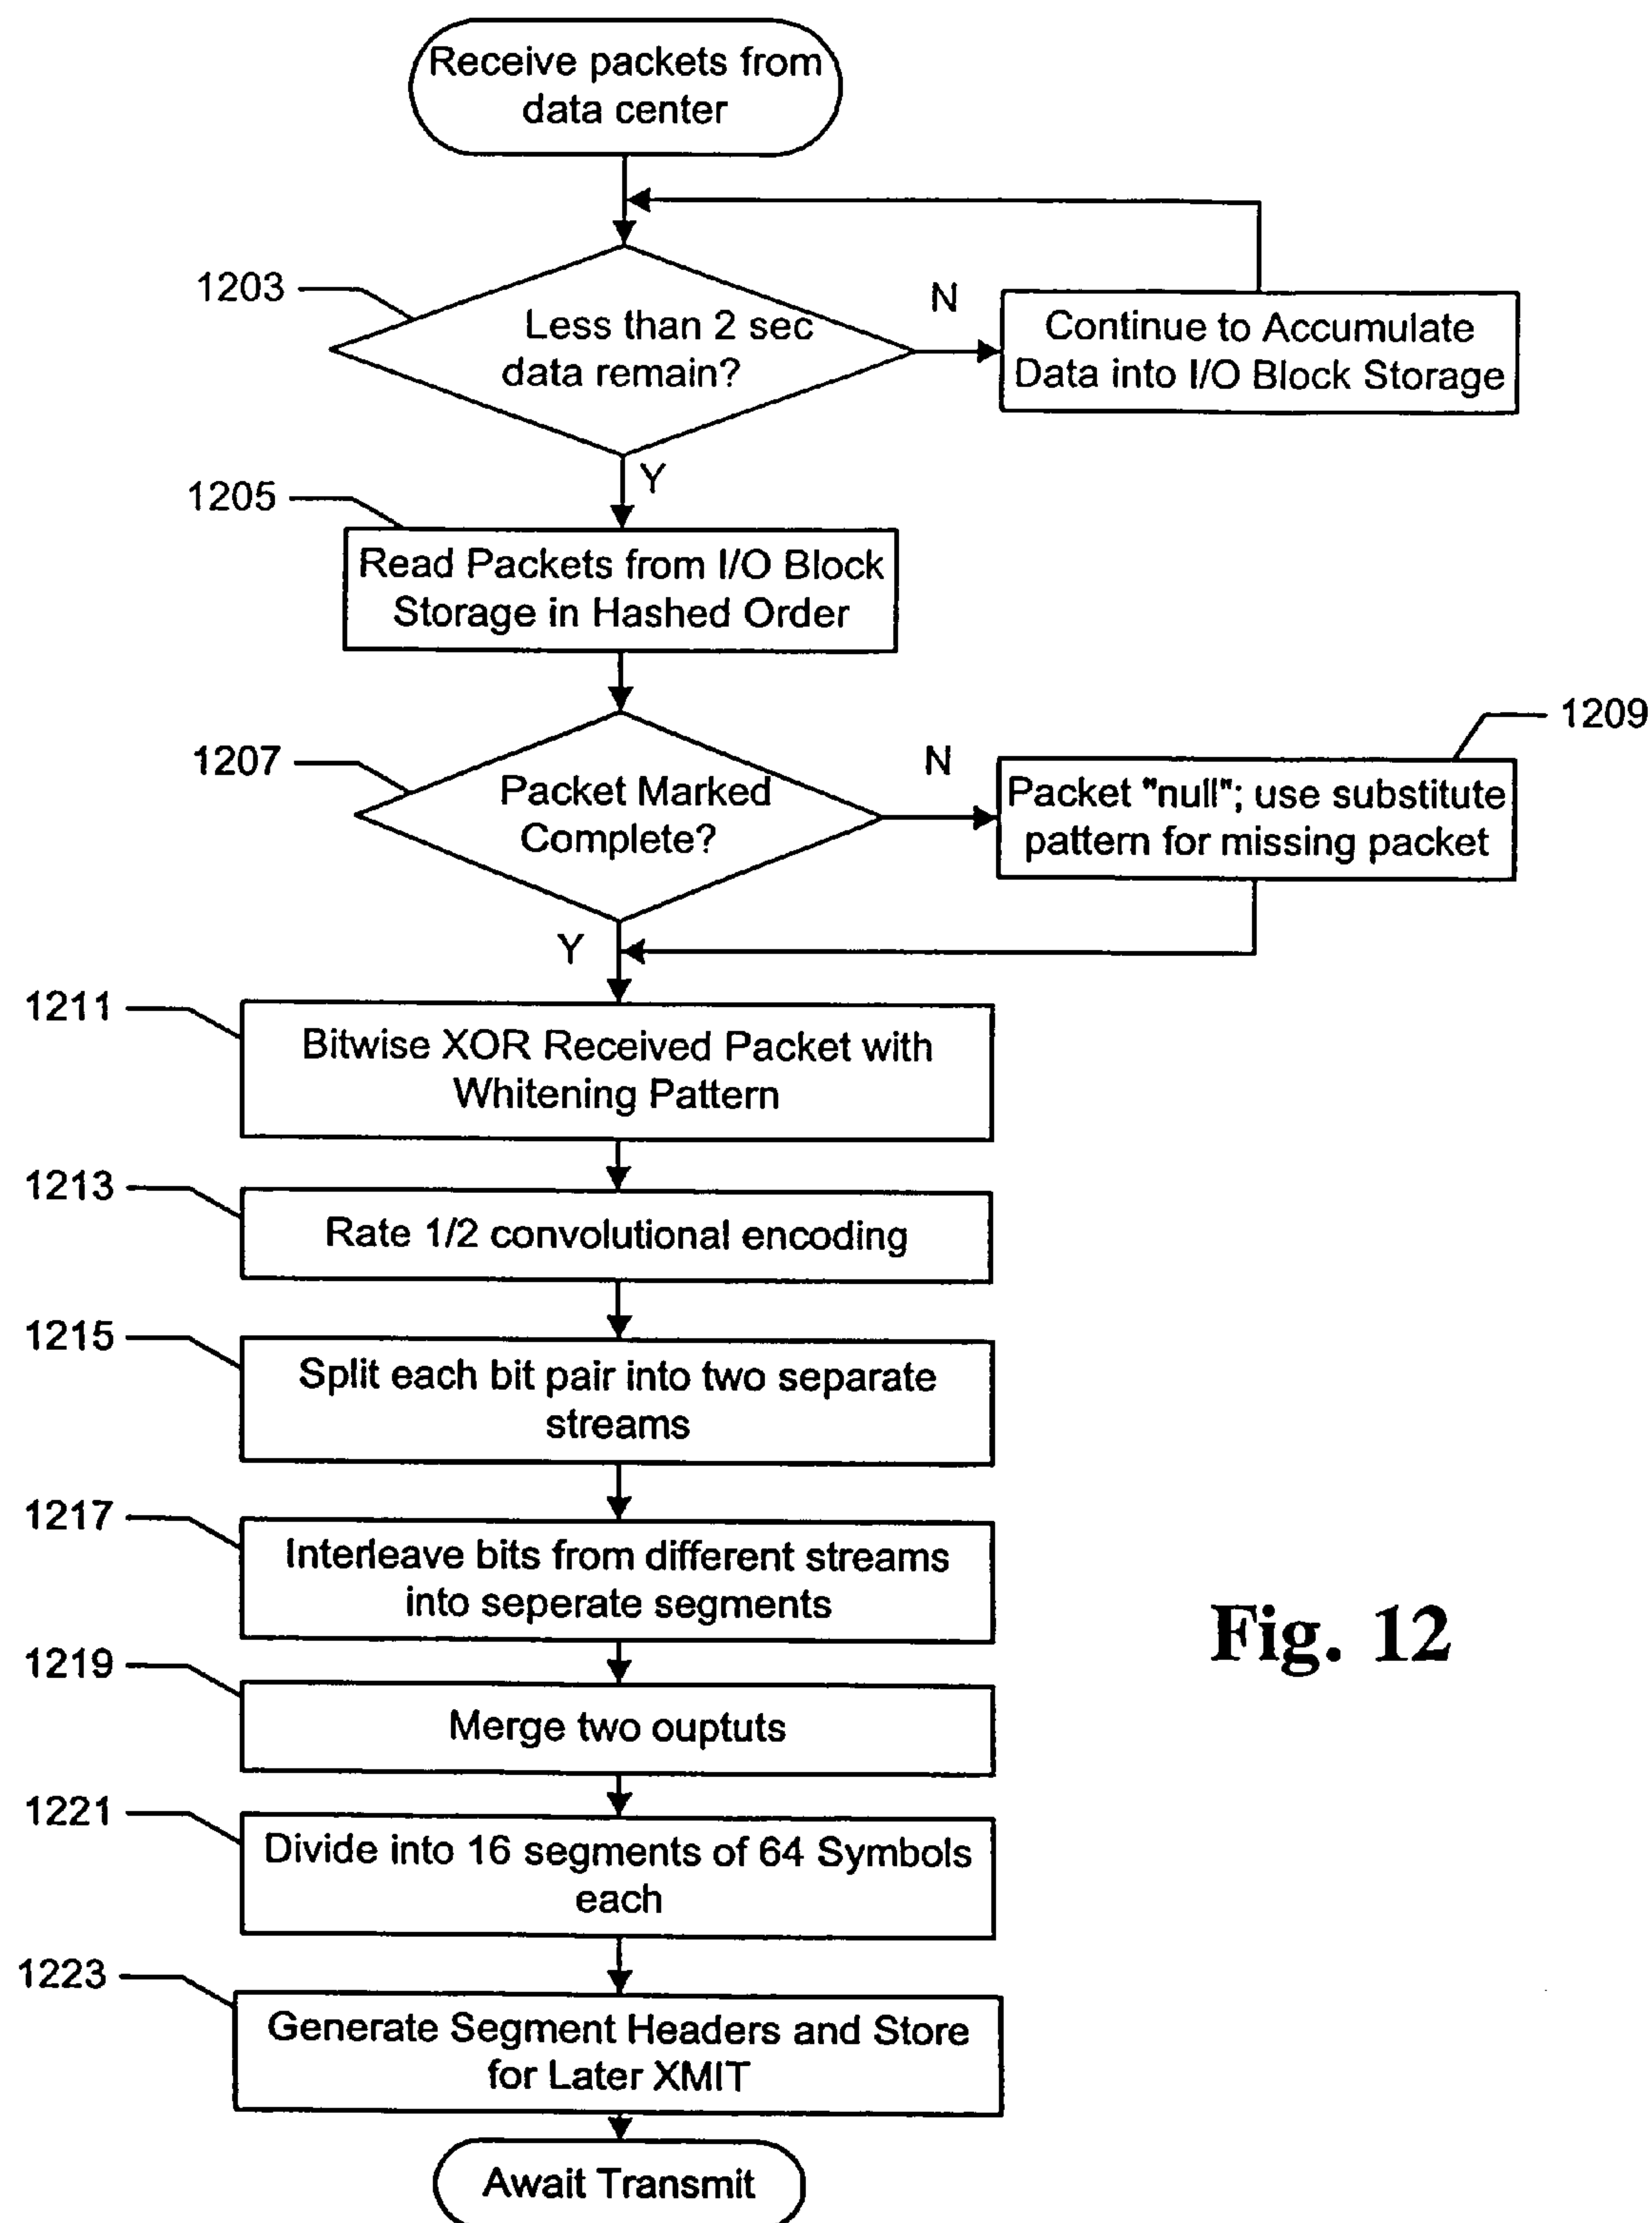 Receive packets from
data center
1203
Less than 2 sec
data remain?
N
Continue to Accumulate
Data into I/O Block Storage
Y
1205
Read Packets from I/O Block
Storage in Hashed Order
1207
Packet Marked
Complete?
N
1209
Packet "null"; use substitute
pattern for missing packet
Y
1211
Bitwise XOR Received Packet with
Whitening Pattern
1213
Rate 1/2 convolutional encoding
1215
Split each bit pair into two separate
streams
1217
Interleave bits from different streams
into seperate segments
1219
Merge two ouptuts
1221
Divide into 16 segments of 64 Symbols
each
1223
Generate Segment Headers and Store
for Later XMIT
Await Transmit
Fig. 12